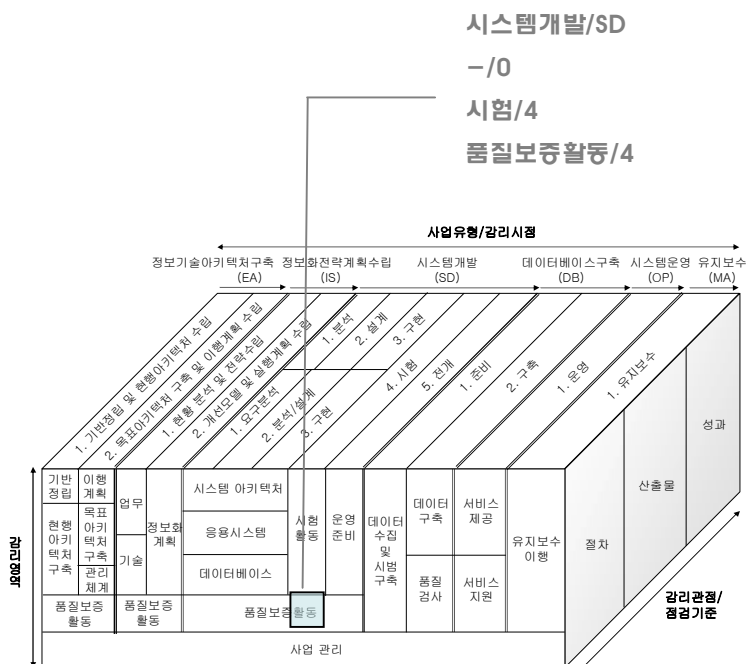 시스템개발/SD
-/0
시험/4
품질보증활동/4
사업유형/감리시점
정보기술아키텍처구축
(EA)
정보화전략계획수립
(IS)
시스템개발
(SD)
데이터베이스구축
(DB)
시스템운영
(OP)
유지보수
(MA)
1. 기반정립 및 현행아키텍처 수립
2. 목표아키텍처 구축 및 이행계획 수립
1. 현황 분석 및 전략수립
2. 개선모델 및 실행계획 수립
1. 분석
2. 설계
3. 구현
1. 요구분석
2. 분석/설계
3. 구현
4. 시험
5. 전개
1. 준비
2. 구축
1. 운영
1. 유지보수
감리영역
기반
정립
이행
계획
현행
아키
텍처
구축
목표
아키
텍처
구축
관리
체계
업무
기술
정보화
계획
시스템 아키텍처
응용시스템
데이터베이스
시험
활동
운영
준비
데이터
수집
및
시범
구축
데이터
구축
품질
검사
서비스
제공
서비스
지원
유지보수
이행
절차
산출물
성과
품질보증
활동
품질보증
활동
품질보증활동
사업 관리
감리관점/
점검기준